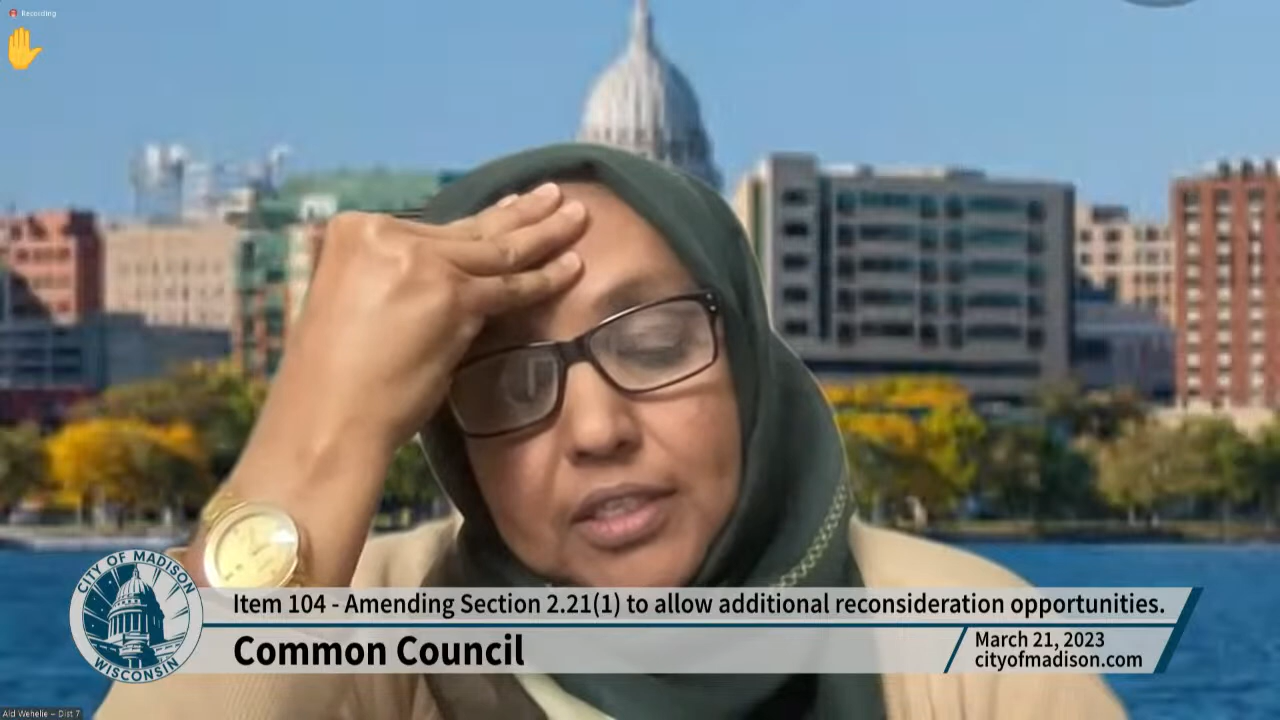 Recording
CITY OF MADISON
WISCONSIN
Item 104 - Amending Section 2.21(1) to allow additional reconsideration opportunities.
Common Council
March 21, 2023
cityofmadison.com
Ald Wehelie – Dist 7